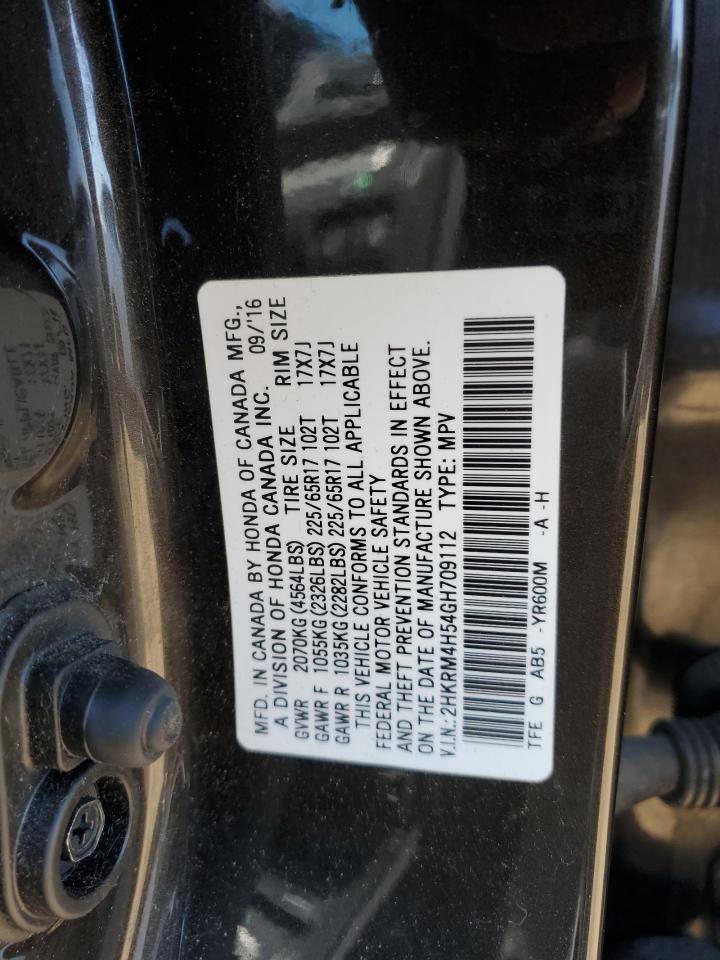 MFD. IN CANADA BY HONDA OF CANADA MFG.,
A DIVISION OF HONDA CANADA INC. 09/'16
GVWR 2070KG(4564LBS) TIRE SIZE RIM SIZE
GAWR F 1055KG(2326LBS) 225/65R17 102T 17X7J
GAWR R 1035KG(2282LBS) 225/65R17 102T 17X7J
THIS VEHICLE CONFORMS TO ALL APPLICABLE
FEDERAL MOTOR VEHICLE SAFETY
AND THEFT PREVENTION STANDARDS IN EFFECT
ON THE DATE OF MANUFACTURE SHOWN ABOVE.
V.I.N.: 2HKRM4H54GH709112 TYPE: MPV
TFE G AB5 -YR600M -A -H